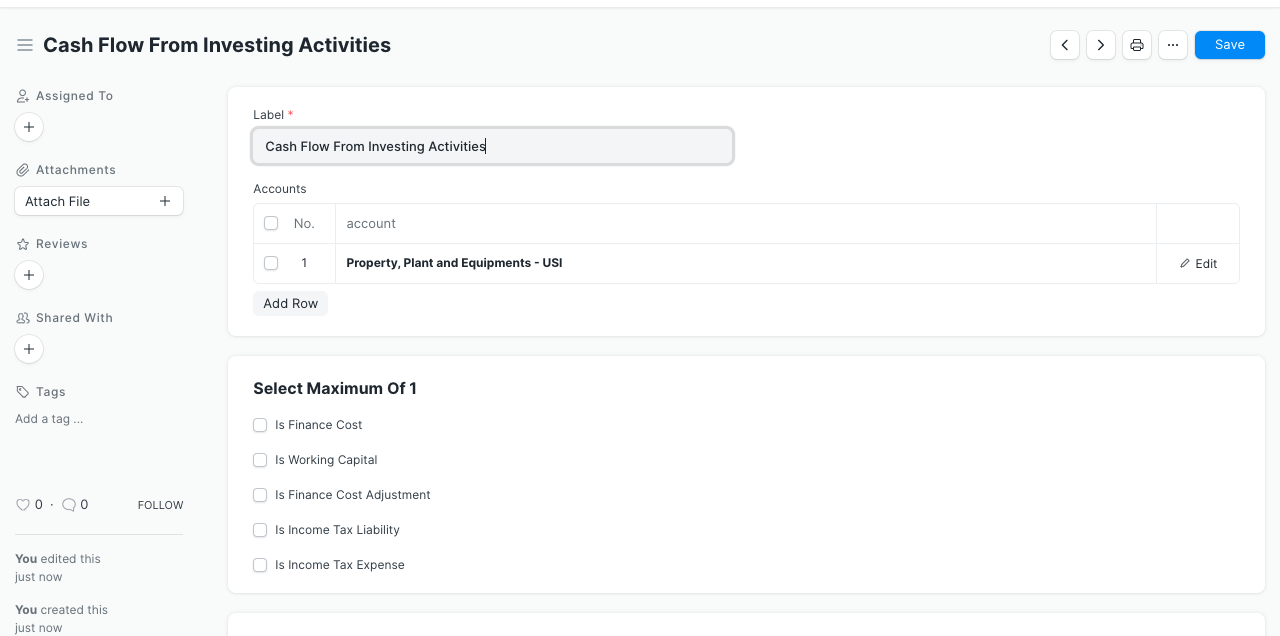 Cash Flow From Investing Activities
Save
Assigned To
Attachments
Attach File
Reviews
Shared With
Tags
Add a tag ...
0 · 0 FOLLOW
You edited this
just now
You created this
just now
Label *
Cash Flow From Investing Activities
Accounts
No. account
1 Property, Plant and Equipments - USI Edit
Add Row
Select Maximum Of 1
Is Finance Cost
Is Working Capital
Is Finance Cost Adjustment
Is Income Tax Liability
Is Income Tax Expense